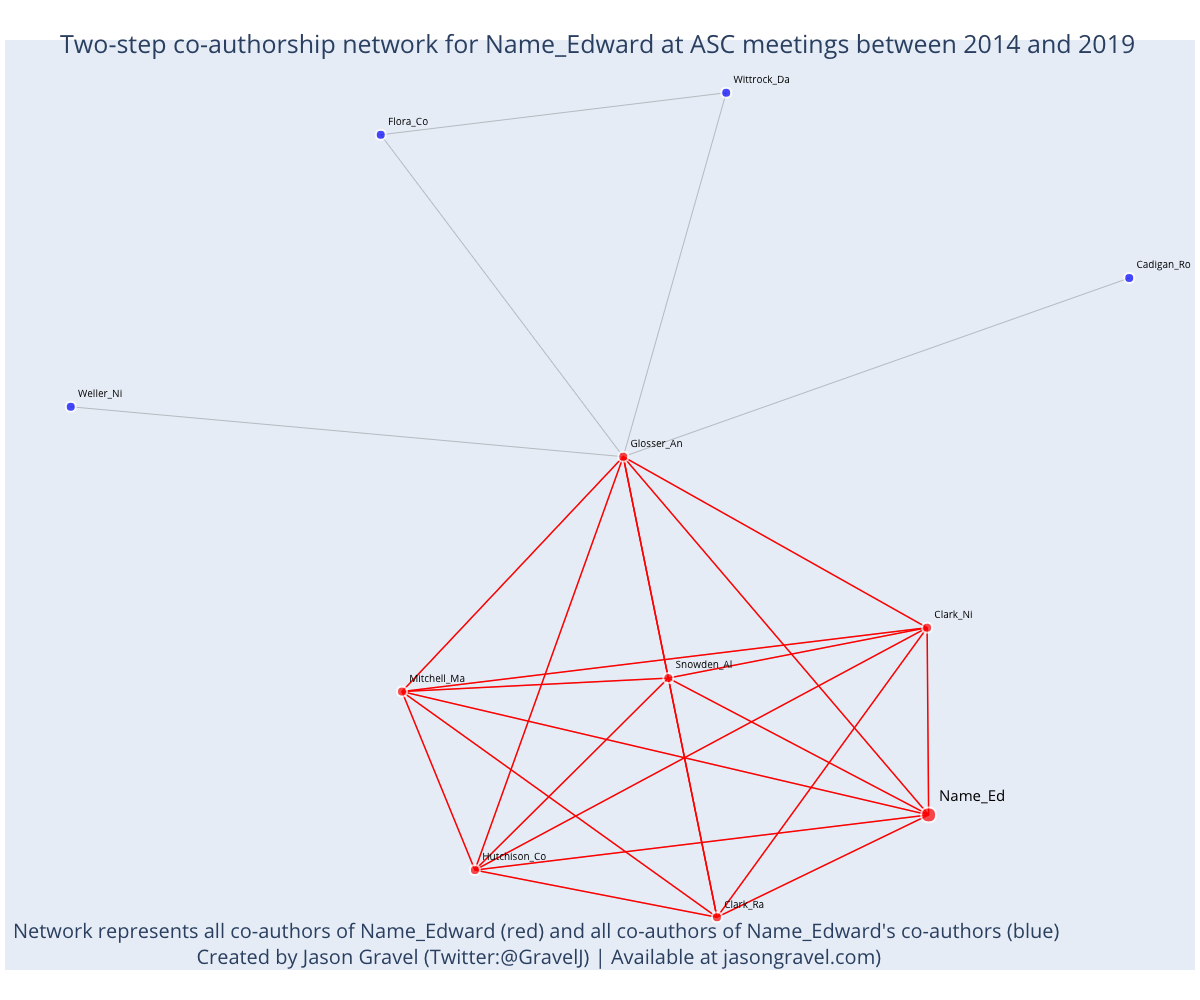 Two-step co-authorship network for Name_Edward at ASC meetings between 2014 and 2019
Wittrock_Da
Flora_Co
Cadigan_Ro
Weller_Ni
Glosser_An
Clark_Ni
Snowden_Al
Mitchell_Ma
Name_Ed
Hutchison_Co
Clark_Ra
Network represents all co-authors of Name_Edward (red) and all co-authors of Name_Edward's co-authors (blue)
Created by Jason Gravel (Twitter:@GravelJ) | Available at jasongravel.com)